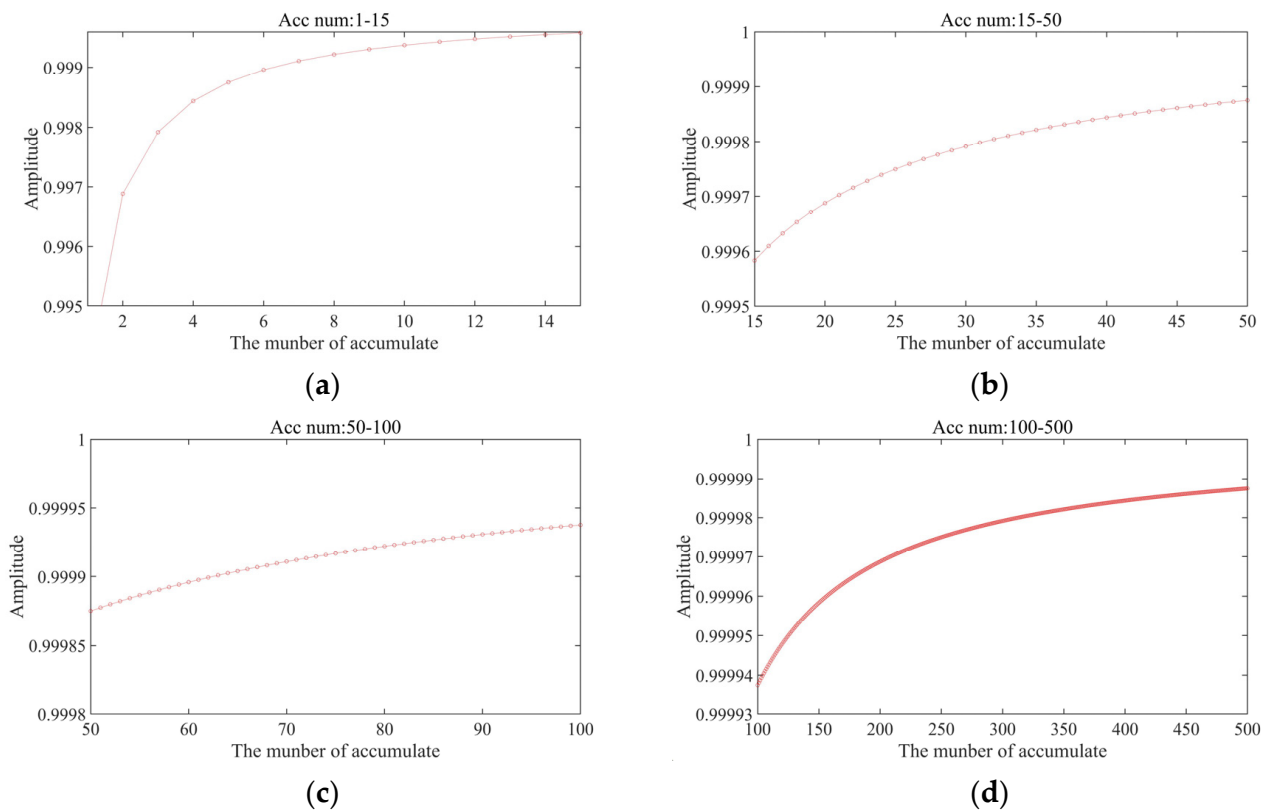 Acc num:1-15
Amplitude
0.999
0.998
0.997
0.996
0.995
2 4 6 8 10 12 14
The munber of accumulate
(a)
Acc num:15-50
Amplitude
1
0.9999
0.9998
0.9997
0.9996
0.9995
15 20 25 30 35 40 45 50
The munber of accumulate
(b)
Acc num:50-100
Amplitude
1
0.99995
0.9999
0.99985
0.9998
50 60 70 80 90 100
The munber of accumulate
(c)
Acc num:100-500
Amplitude
1
0.99999
0.99998
0.99997
0.99996
0.99995
0.99994
0.99993
100 150 200 250 300 350 400 450 500
The munber of accumulate
(d)